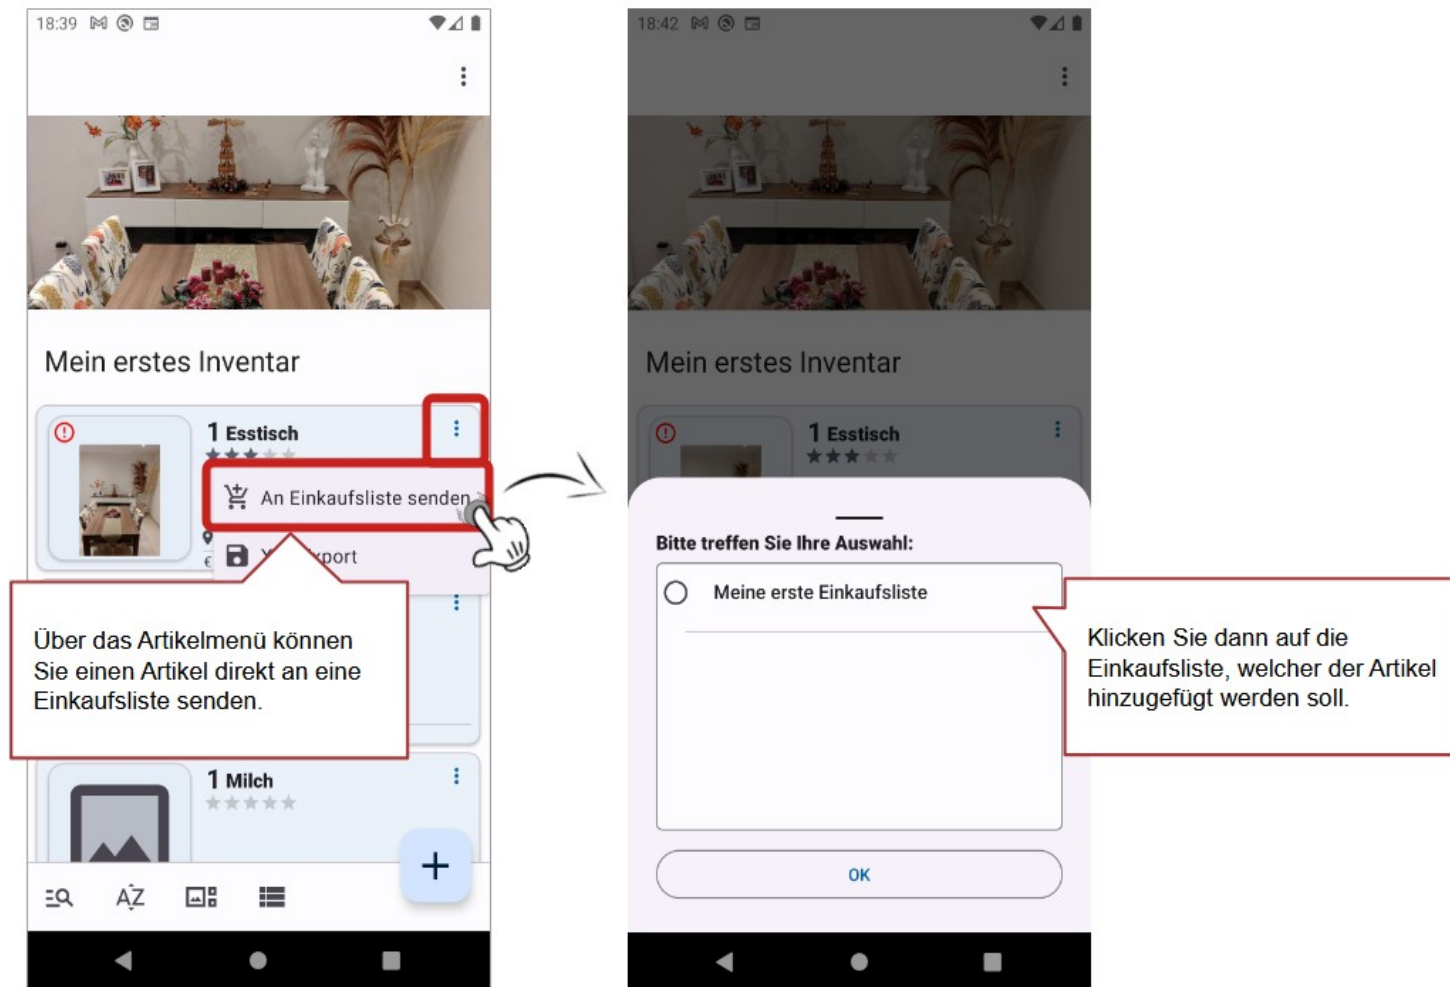 18:39
Mein erstes Inventar
1 Esstisch
An Einkaufsliste senden
port
€
Über das Artikelmenü können
Sie einen Artikel direkt an eine
Einkaufsliste senden.
1 Milch
AZ
18:42
Mein erstes Inventar
1 Esstisch
Bitte treffen Sie Ihre Auswahl:
Meine erste Einkaufsliste
OK
Klicken Sie dann auf die
Einkaufsliste, welcher der Artikel
hinzugefügt werden soll.